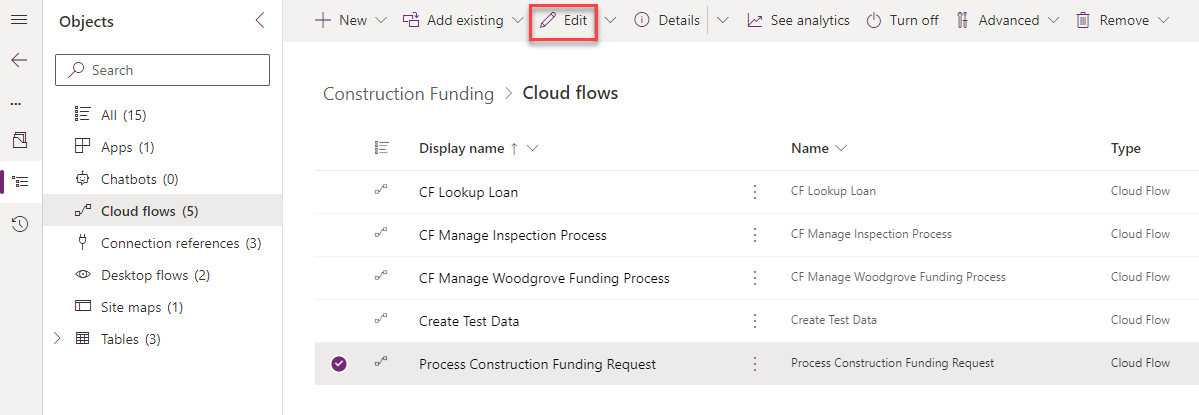 Objects
New
Add existing
Edit
Details
See analytics
Turn off
Advanced
Remove
Search
All (15)
Apps (1)
Chatbots (0)
Cloud flows (5)
Connection references (3)
Desktop flows (2)
Site maps (1)
Tables (3)
Construction Funding > Cloud flows
Display name ↑ Name Type
CF Lookup Loan CF Lookup Loan Cloud Flow
CF Manage Inspection Process CF Manage Inspection Process Cloud Flow
CF Manage Woodgrove Funding Process CF Manage Woodgrove Funding Process Cloud Flow
Create Test Data Create Test Data Cloud Flow
Process Construction Funding Request Process Construction Funding Request Cloud Flow